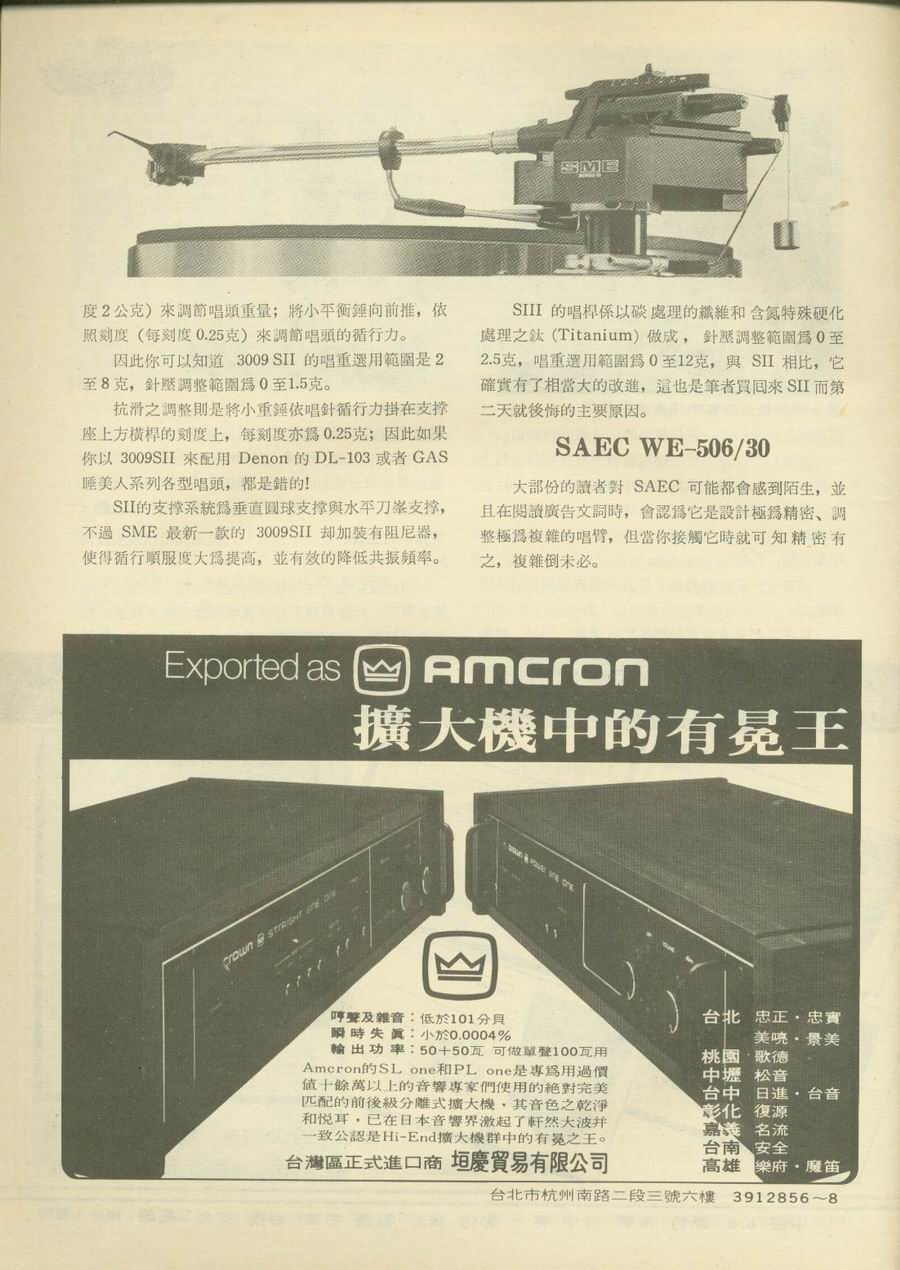 SME
SERIES III
度2公克）來調節唱頭重量；將小平衡錘向前推，依
照刻度（每刻度0.25克）來調節唱頭的循行力。
因此你可以知道 3009 SII 的唱重選用範圍是2
至8克，針壓調整範圍爲0至1.5克。
抗滑之調整則是將小重錘依唱針循行力掛在支撐
座上方橫桿的刻度上，每刻度亦爲0.25克；因此如果
你以 3009SII 來配用 Denon 的 DL-103 或者 GAS
睡美人系列各型唱頭，都是錯的!
SII的支撐系統爲垂直圓球支撐與水平刀峯支撐，
不過 SME 最新一款的 3009SII 却加裝有阻尼器，
使得循行順服度大爲提高，並有效的降低共振頻率。
SIII 的唱桿係以碳處理的纖維和含氮特殊硬化
處理之鈦 (Titanium) 做成，針壓調整範圍爲0至
2.5克，唱重選用範圍爲0至12克，與 SII 相比，它
確實有了相當大的改進，這也是筆者買囘來SII而第
二天就後悔的主要原因。
SAEC WE-506/30
大部份的讀者對 SAEC 可能都會感到陌生，並
且在閱讀廣告文詞時，會認爲它是設計極爲精密、調
整極爲複雜的唱臂，但當你接觸它時就可知精密有
之，複雜倒未必。
Exported as AMCRON
擴大機中的有冕王
crown STRAIGHT LINE ONE
crown POWER LINE ONE
哼聲及雜音：低於101分貝
瞬時失眞：小於0.0004%
輸出功率：50+50瓦 可做單聲100瓦用
Amcron的SL one和PL one是專爲用過價
值十餘萬以上的音響專家們使用的絶對完美
匹配的前後級分離式擴大機，其音色之乾淨
和悅耳，已在日本音響界激起了軒然大波幷
一致公認是Hi-End擴大機群中的有冕之王。
台灣區正式進口商 垣慶貿易有限公司
台北 忠正・忠實
美嘵・景美
桃園 歌德
中壢 松音
台中 日進・台音
彰化 復源
嘉義 名流
台南 安全
高雄 樂府・魔笛
台北市杭州南路二段三號六樓 3912856～8